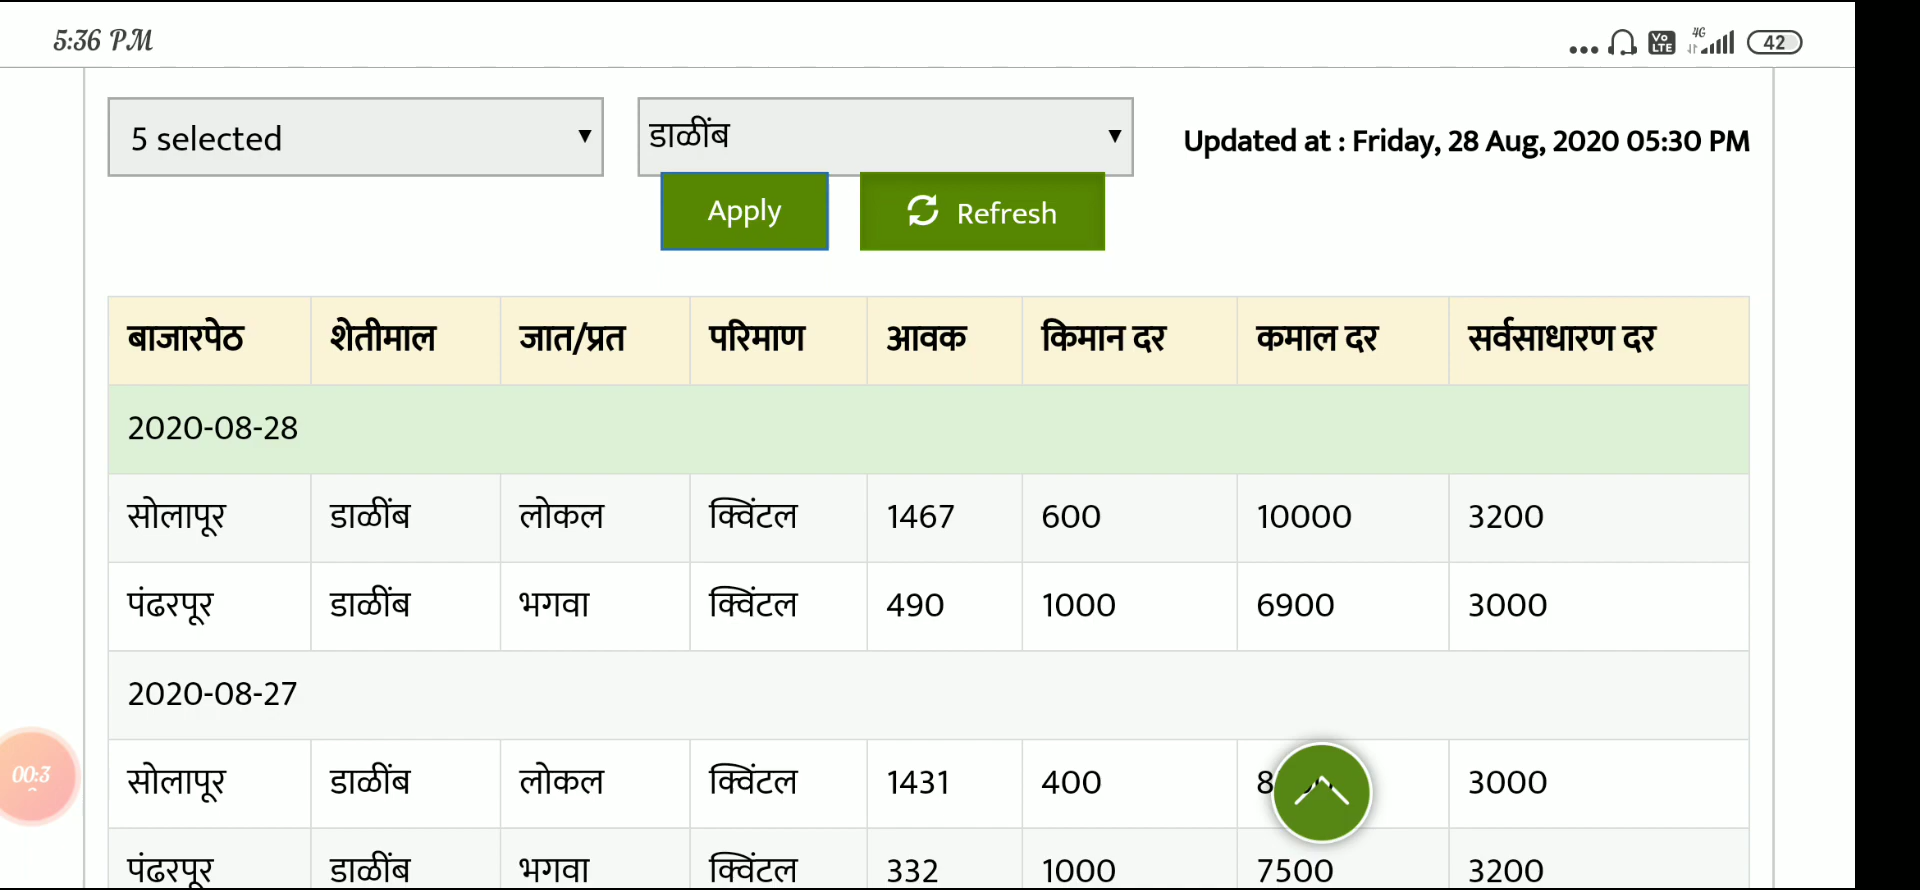 5:36 PM
Vo LTE 4G 42
5 selected ▼ डाळींब ▼ Updated at : Friday, 28 Aug, 2020 05:30 PM
Apply Refresh
बाजारपेठ शेतीमाल जात/प्रत परिमाण आवक किमान दर कमाल दर सर्वसाधारण दर
2020-08-28
सोलापूर डाळींब लोकल क्विंटल 1467 600 10000 3200
पंढरपूर डाळींब भगवा क्विंटल 490 1000 6900 3000
2020-08-27
सोलापूर डाळींब लोकल क्विंटल 1431 400 3000
पंढरपूर डाळींब भगवा क्विंटल 332 1000 7500 3200